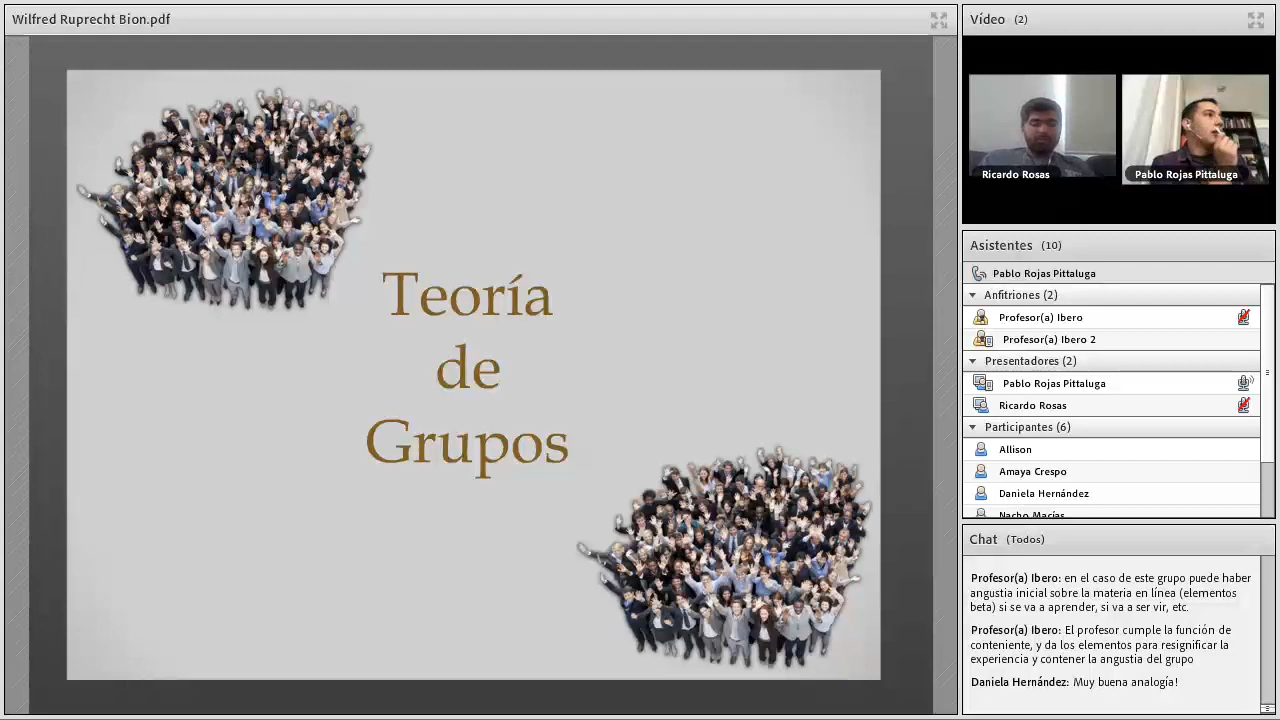 Wilfred Ruprecht Bion.pdf
Teoría
de
Grupos
Vídeo (2)
Ricardo Rosas
Pablo Rojas Pittaluga
Asistentes (10)
Pablo Rojas Pittaluga
Anfitriones (2)
Profesor(a) Ibero
Profesor(a) Ibero 2
Presentadores (2)
Pablo Rojas Pittaluga
Ricardo Rosas
Participantes (6)
Allison
Amaya Crespo
Daniela Hernández
Nacho Macías
Chat (Todos)
Profesor(a) Ibero: en el caso de este grupo puede haber
angustia inicial sobre la materia en línea (elementos
beta) si se va a aprender, si va a ser vir, etc.
Profesor(a) Ibero: El profesor cumple la función de
conteniente, y da los elementos para resignificar la
experiencia y contener la angustia del grupo
Daniela Hernández: Muy buena analogía!